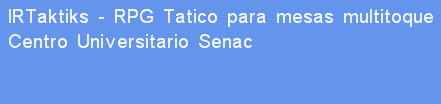 IRTaktiks - RPG Tatico para mesas multitoque
Centro Universitario Senac